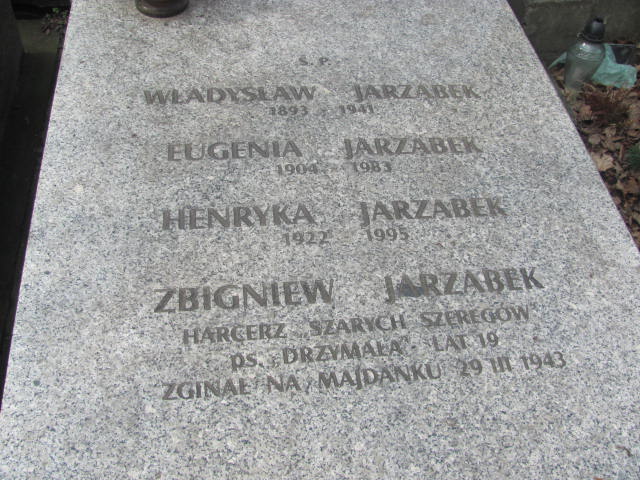 Ś. P.
WŁADYSŁAW JARZĄBEK
1893 1941
EUGENIA JARZĄBEK
1904 - 1983
HENRYKA JARZĄBEK
1922 1995
ZBIGNIEW JARZĄBEK
HARCERZ „SZARYCH SZEREGÓW"
ps. „DRZYMAŁA" LAT 19
ZGINĄŁ NA MAJDANKU 29 III 1943